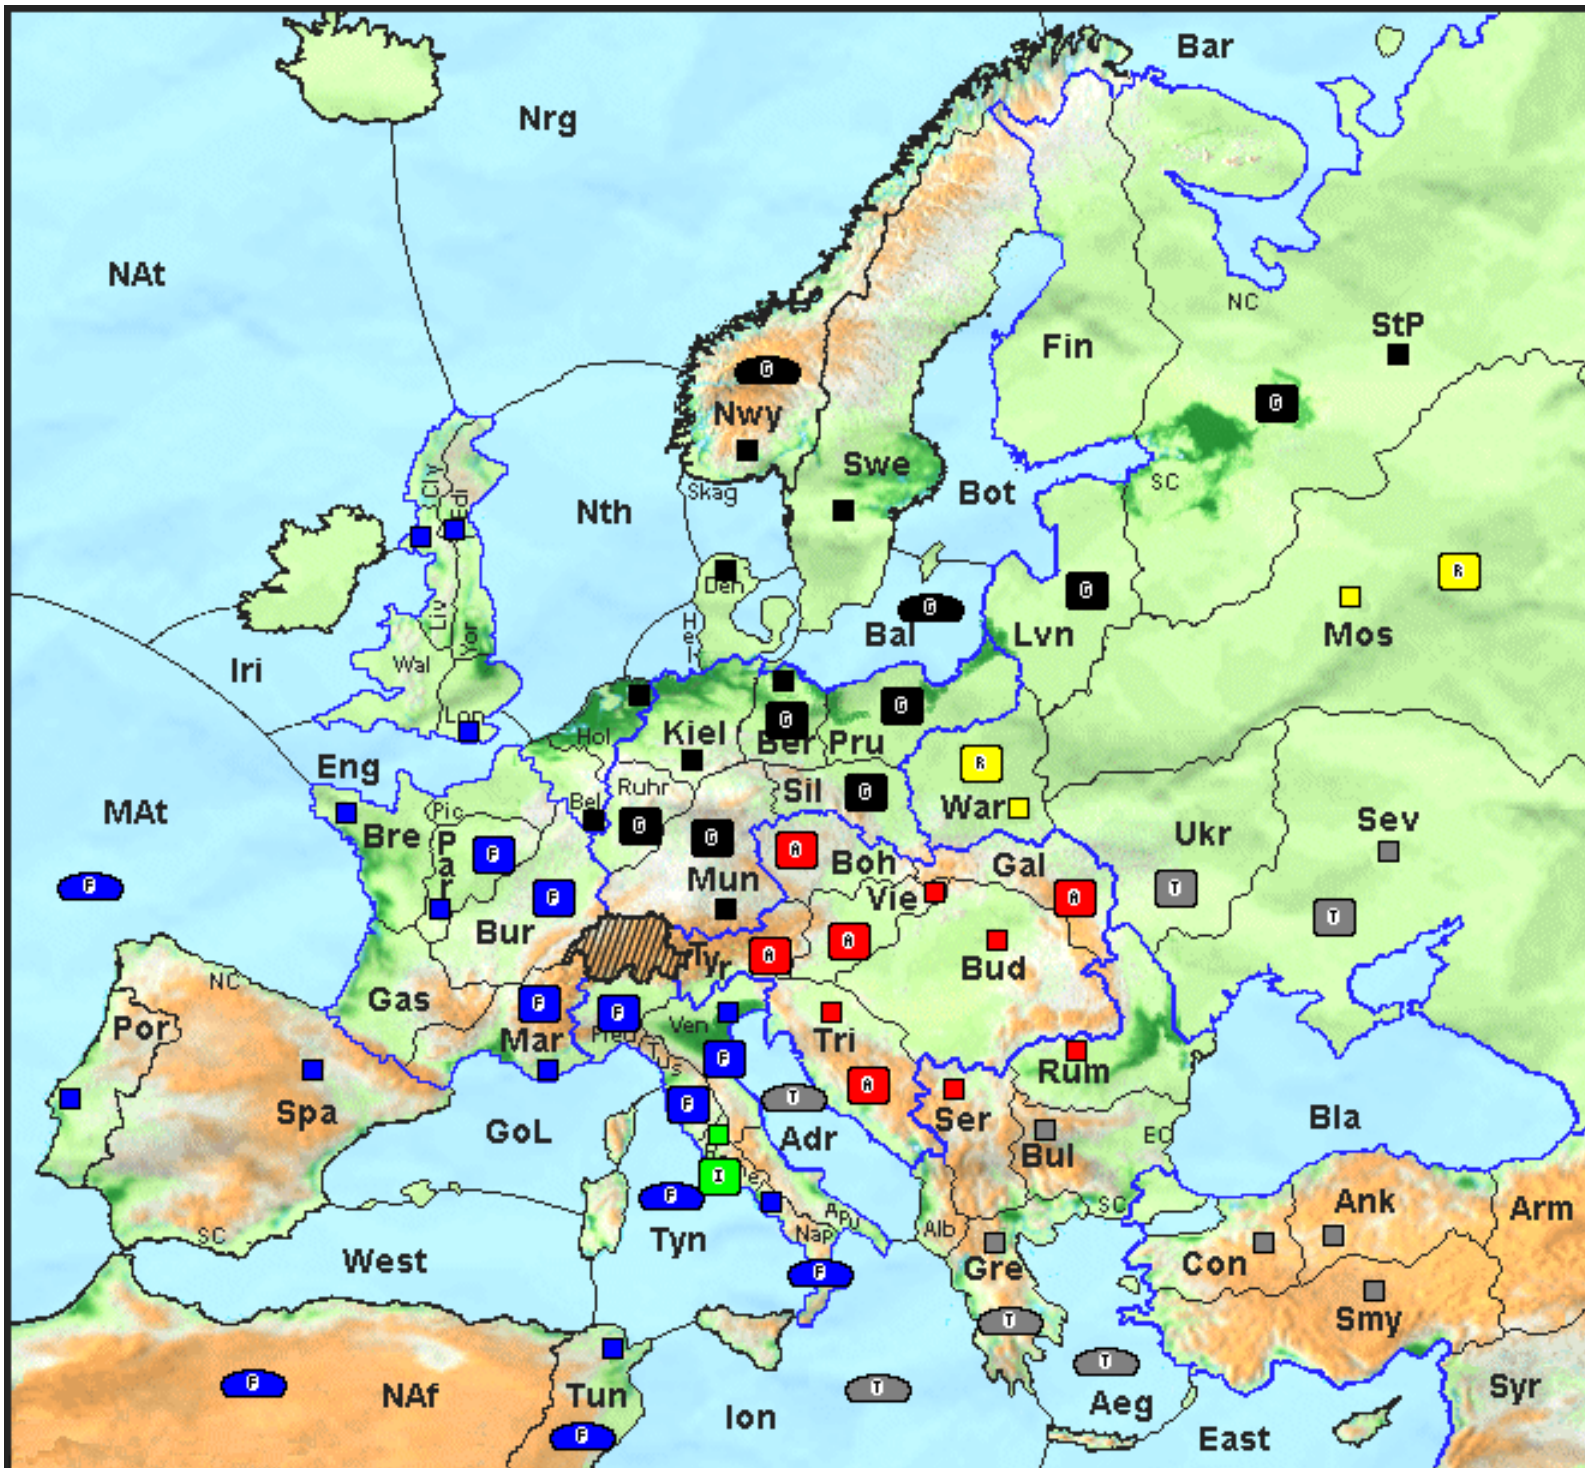 Bar
Nrg
NAt
NC
StP
Fin
G
G
Nwy
Swe
Cly
Edi
Skag
Bot
SC
Nth
R
G
Den
G
Bal
Lvn
Mos
Liv
Yor
Hel
Iri
Wal
Lon
G
G
Hol
Kiel
Ber
Pru
R
Eng
Ruhr
Sil
G
War
MAt
Pic
Bel
Bre
Par
F
G
G
A
Boh
Gal
Ukr
Sev
F
F
Mun
Vie
A
T
T
Bur
A
A
Tyr
Bud
NC
Gas
F
F
Por
Mar
Pied
Ven
Tri
Rum
Tus
F
A
Spa
F
T
Ser
GoL
Adr
Bla
EC
Bul
I
F
Ank
SC
Apu
Arm
SC
Tyn
Nap
Alb
West
F
Gre
Con
Smy
T
T
F
NAf
Tun
T
Aeg
Syr
Ion
F
East